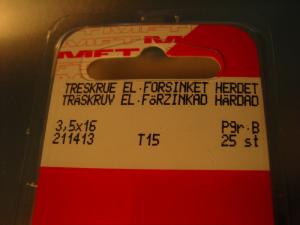 TRESKRUE EL.FORSINKET HERDET
TRÄSKRUV EL.FÖRZINKAD HÄRDAD
3,5x16 Pgr.B
211413 T15 25 st